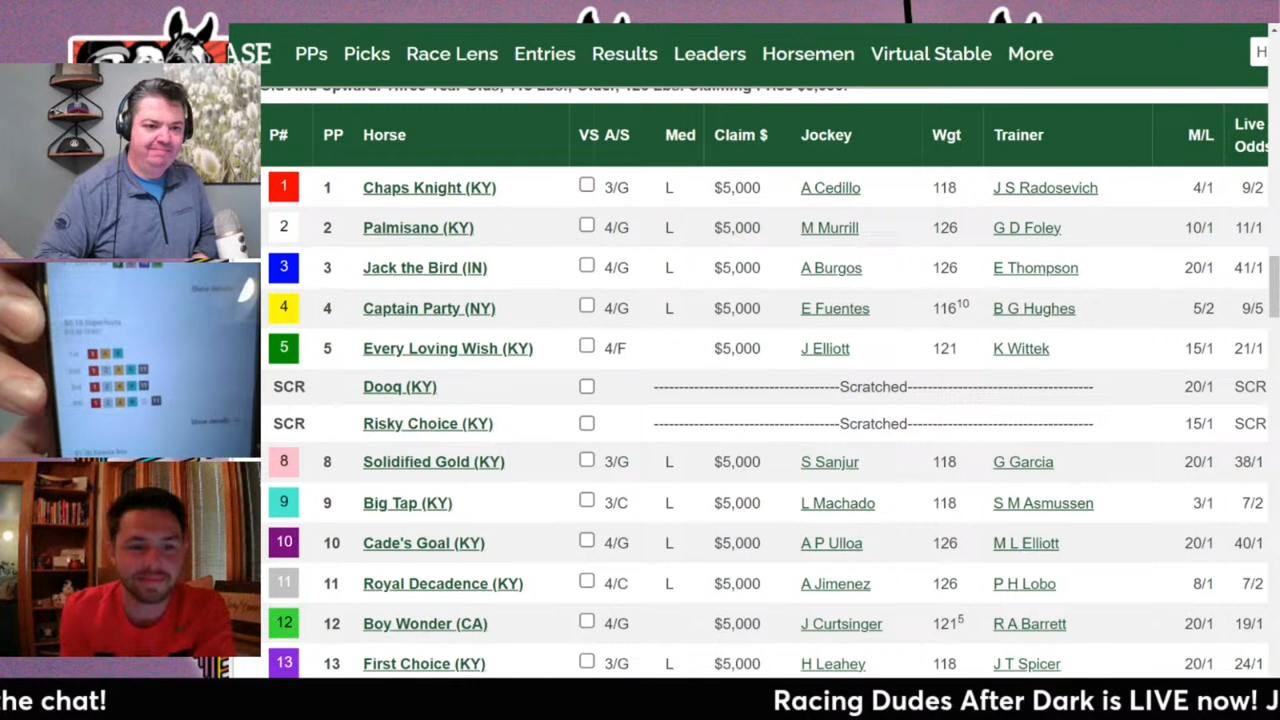 ASE PPs Picks Race Lens Entries Results Leaders Horsemen Virtual Stable More H
P# PP Horse VS A/S Med Claim $ Jockey Wgt Trainer M/L Live Odds
1 1 Chaps Knight (KY) 3/G L $5,000 A Cedillo 118 J S Radosevich 4/1 9/2
2 2 Palmisano (KY) 4/G L $5,000 M Murrill 126 G D Foley 10/1 11/1
3 3 Jack the Bird (IN) 4/G L $5,000 A Burgos 126 E Thompson 20/1 41/1
4 4 Captain Party (NY) 4/G L $5,000 E Fuentes 116¹⁰ B G Hughes 5/2 9/5
5 5 Every Loving Wish (KY) 4/F L $5,000 J Elliott 121 K Wittek 15/1 21/1
SCR Dooq (KY) ----------------------------------------Scratched---------------------------------------- 20/1 SCR
SCR Risky Choice (KY) ----------------------------------------Scratched---------------------------------------- 15/1 SCR
8 8 Solidified Gold (KY) 3/G L $5,000 S Sanjur 118 G Garcia 20/1 38/1
9 9 Big Tap (KY) 3/C L $5,000 L Machado 118 S M Asmussen 3/1 7/2
10 10 Cade's Goal (KY) 4/G L $5,000 A P Ulloa 126 M L Elliott 20/1 40/1
11 11 Royal Decadence (KY) 4/C L $5,000 A Jimenez 126 P H Lobo 8/1 7/2
12 12 Boy Wonder (CA) 4/G L $5,000 J Curtsinger 121⁵ R A Barrett 20/1 19/1
13 13 First Choice (KY) 3/G L $5,000 H Leahey 118 J T Spicer 20/1 24/1
the chat! Racing Dudes After Dark is LIVE now! J